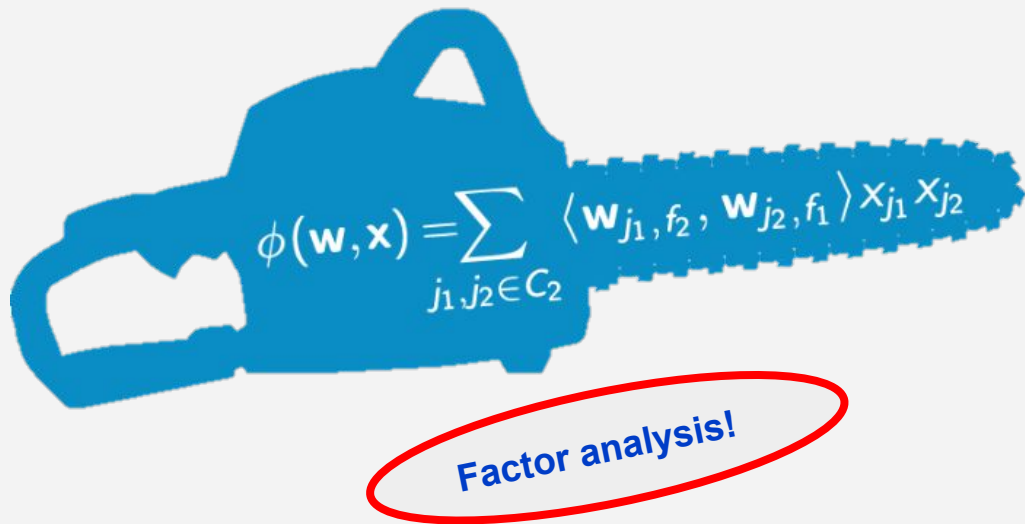 ϕ(w, x) = ∑_{j₁,j₂∈C₂} ⟨w_{j₁,f₂}, w_{j₂,f₁}⟩ x_{j₁} x_{j₂}
Factor analysis!